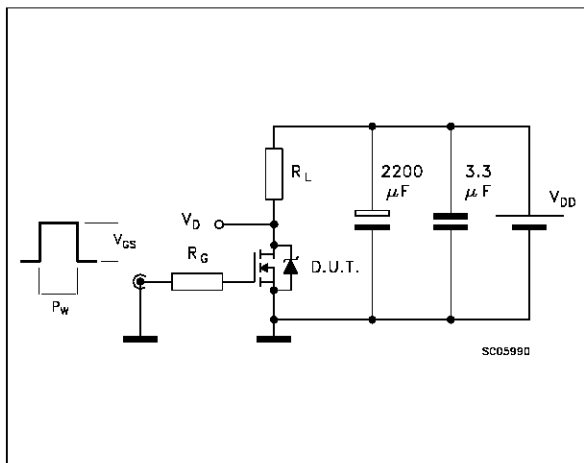 2200
µF
3.3
µF
R_L
V_DD
V_D
V_GS
R_G
D.U.T.
P_W
SC05990